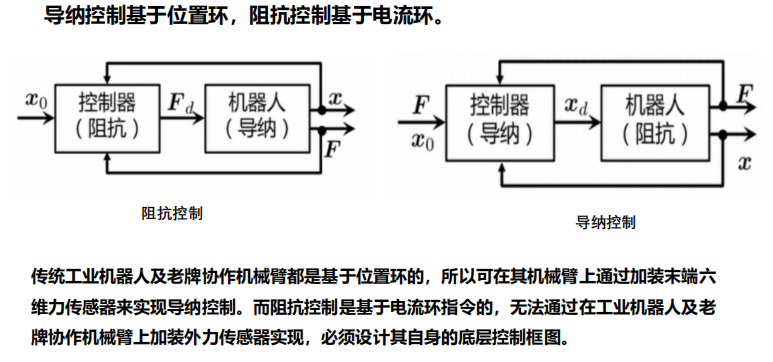 导纳控制基于位置环，阻抗控制基于电流环。
x0
控制器
（阻抗）
Fd
机器人
（导纳）
x
F
阻抗控制
F
x0
控制器
（导纳）
xd
机器人
（阻抗）
F
x
导纳控制
传统工业机器人及老牌协作机械臂都是基于位置环的，所以可在其机械臂上通过加装末端六
维力传感器来实现导纳控制。而阻抗控制是基于电流环指令的，无法通过在工业机器人及老
牌协作机械臂上加装外力传感器实现，必须设计其自身的底层控制框图。